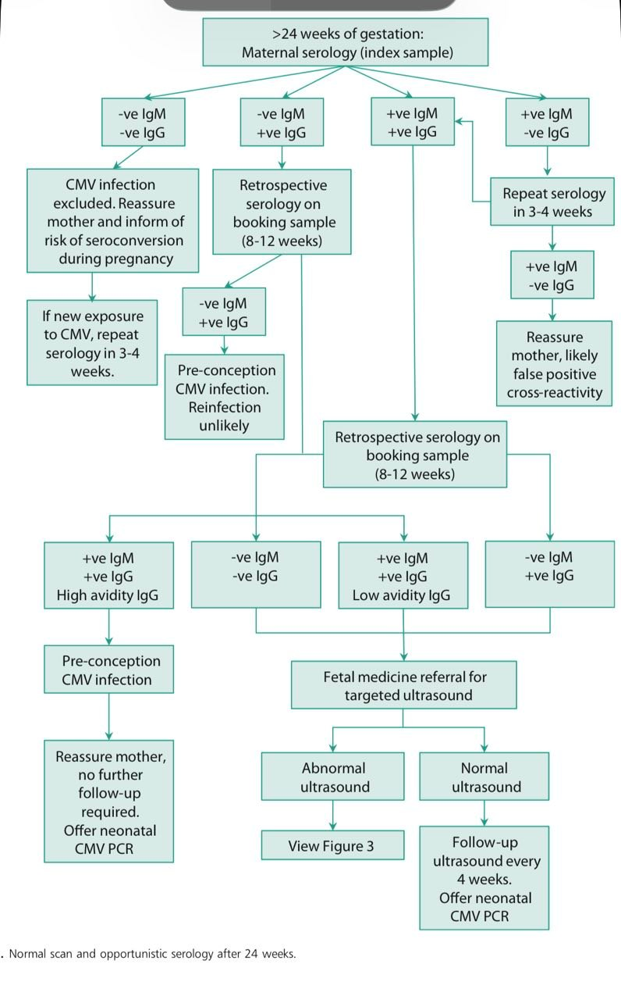 >24 weeks of gestation:
Maternal serology (index sample)
-ve IgM
-ve IgG
-ve IgM
+ve IgG
+ve IgM
+ve IgG
+ve IgM
-ve IgG
CMV infection
excluded. Reassure
mother and inform of
risk of seroconversion
during pregnancy
Retrospective
serology on
booking sample
(8-12 weeks)
Repeat serology
in 3-4 weeks
+ve IgM
-ve IgG
If new exposure
to CMV, repeat
serology in 3-4
weeks.
-ve IgM
+ve IgG
Reassure
mother, likely
false positive
cross-reactivity
Pre-conception
CMV infection.
Reinfection
unlikely
Retrospective serology on
booking sample
(8-12 weeks)
+ve IgM
+ve IgG
High avidity IgG
-ve IgM
-ve IgG
+ve IgM
+ve IgG
Low avidity IgG
-ve IgM
+ve IgG
Pre-conception
CMV infection
Fetal medicine referral for
targeted ultrasound
Reassure mother,
no further
follow-up
required.
Offer neonatal
CMV PCR
Abnormal
ultrasound
Normal
ultrasound
View Figure 3
Follow-up
ultrasound every
4 weeks.
Offer neonatal
CMV PCR
. Normal scan and opportunistic serology after 24 weeks.